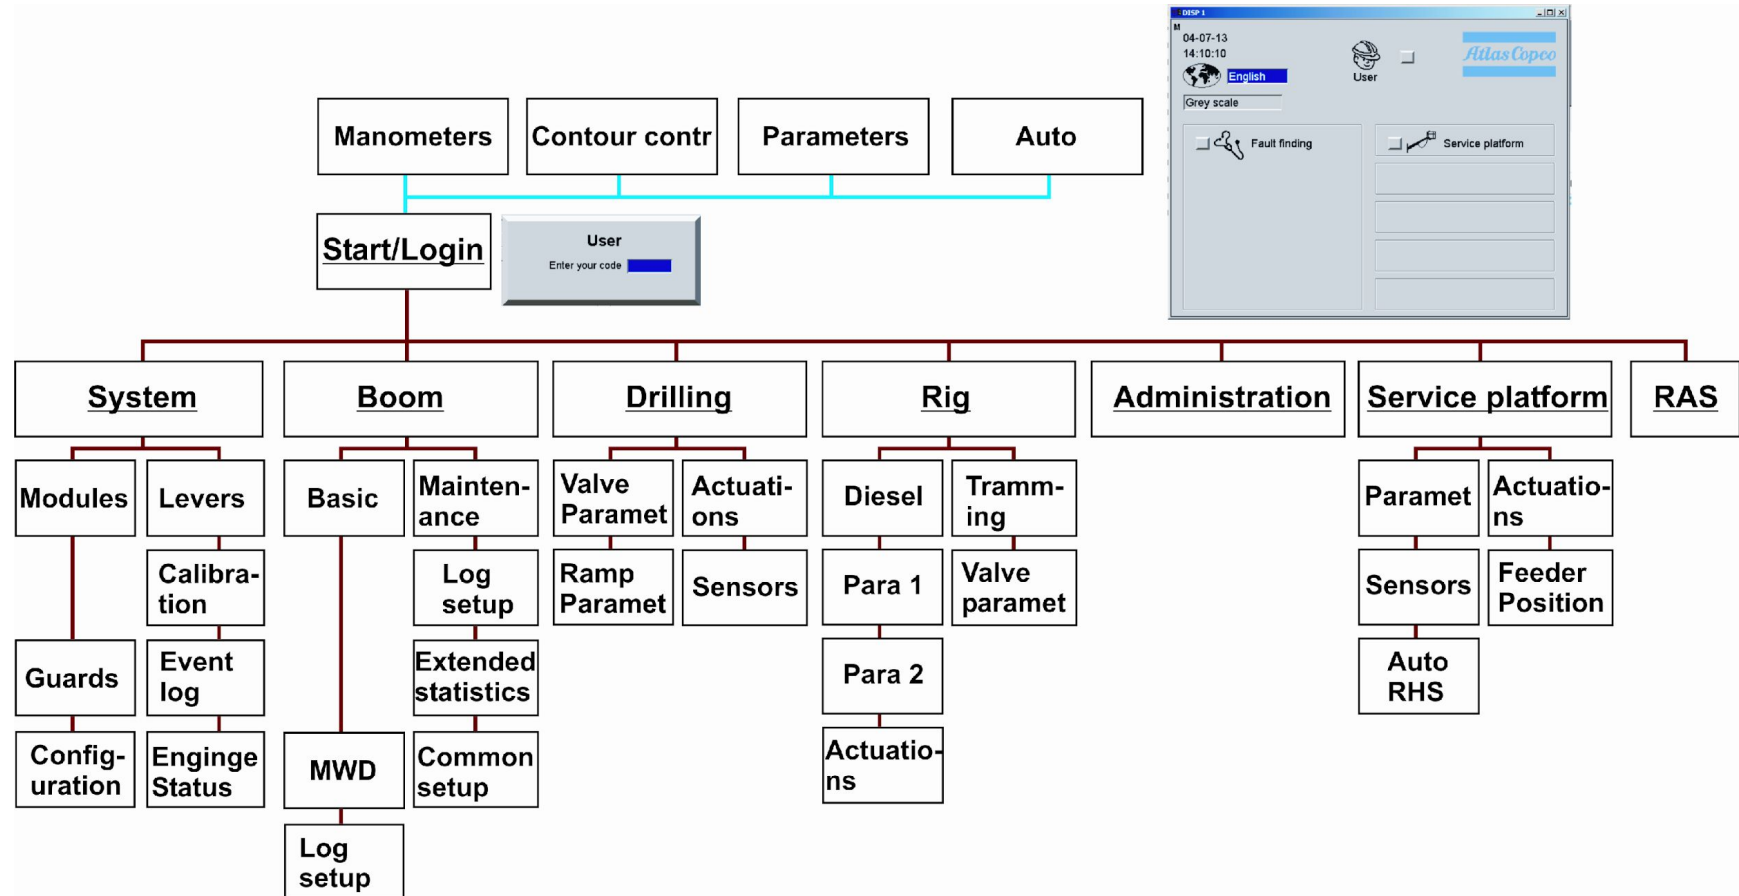 DISP 1
M
04-07-13
14:10:10
English
User
Atlas Copco
Grey scale
Fault finding
Service platform
Manometers
Contour contr
Parameters
Auto
Start/Login
User
Enter your code
System
Boom
Drilling
Rig
Administration
Service platform
RAS
Modules
Levers
Basic
Mainten-
ance
Valve
Paramet
Actuati-
ons
Diesel
Tramm-
ing
Paramet
Actuatio-
ns
Calibra-
tion
Log
setup
Ramp
Paramet
Sensors
Para 1
Valve
paramet
Sensors
Feeder
Position
Guards
Event
log
Extended
statistics
Para 2
Auto
RHS
Config-
uration
Enginge
Status
MWD
Common
setup
Actuatio-
ns
Log
setup